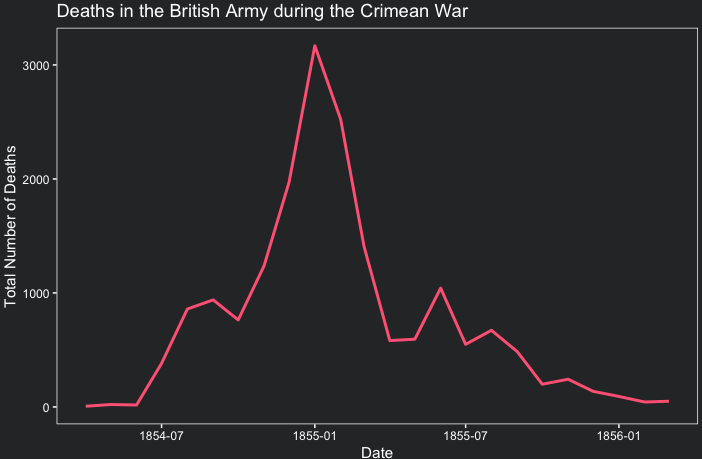 Deaths in the British Army during the Crimean War
Total Number of Deaths
3000
2000
1000
0
1854-07
1855-01
1855-07
1856-01
Date